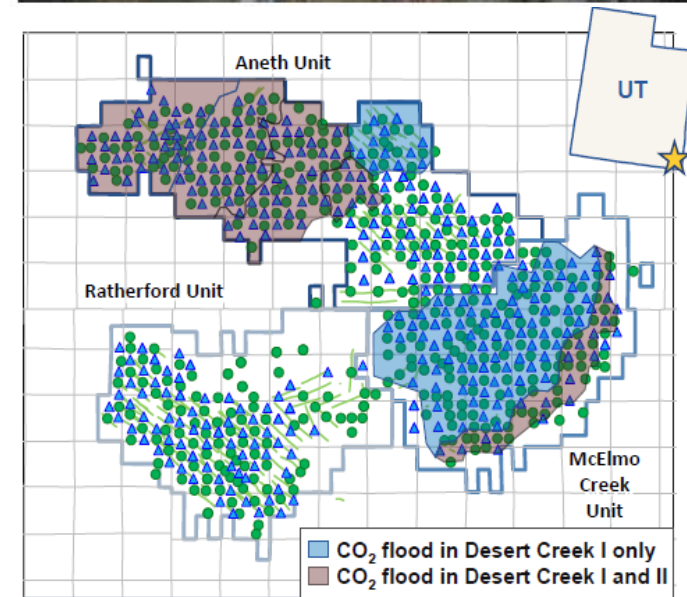 Aneth Unit
UT
Ratherford Unit
McElmo
Creek
Unit
CO₂ flood in Desert Creek I only
CO₂ flood in Desert Creek I and II